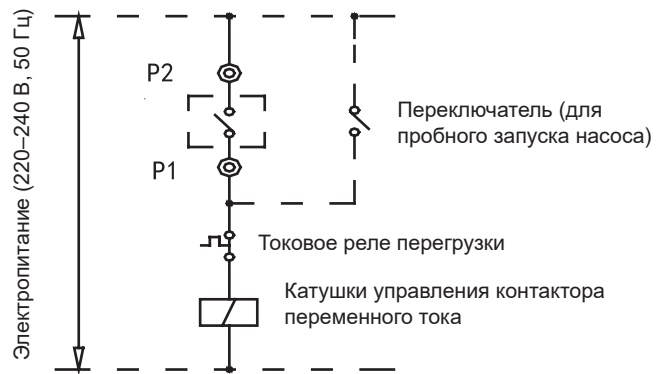 Электропитание (220–240 В, 50 Гц)
P2
P1
Переключатель (для
пробного запуска насоса)
Токовое реле перегрузки
Катушки управления контактора
переменного тока